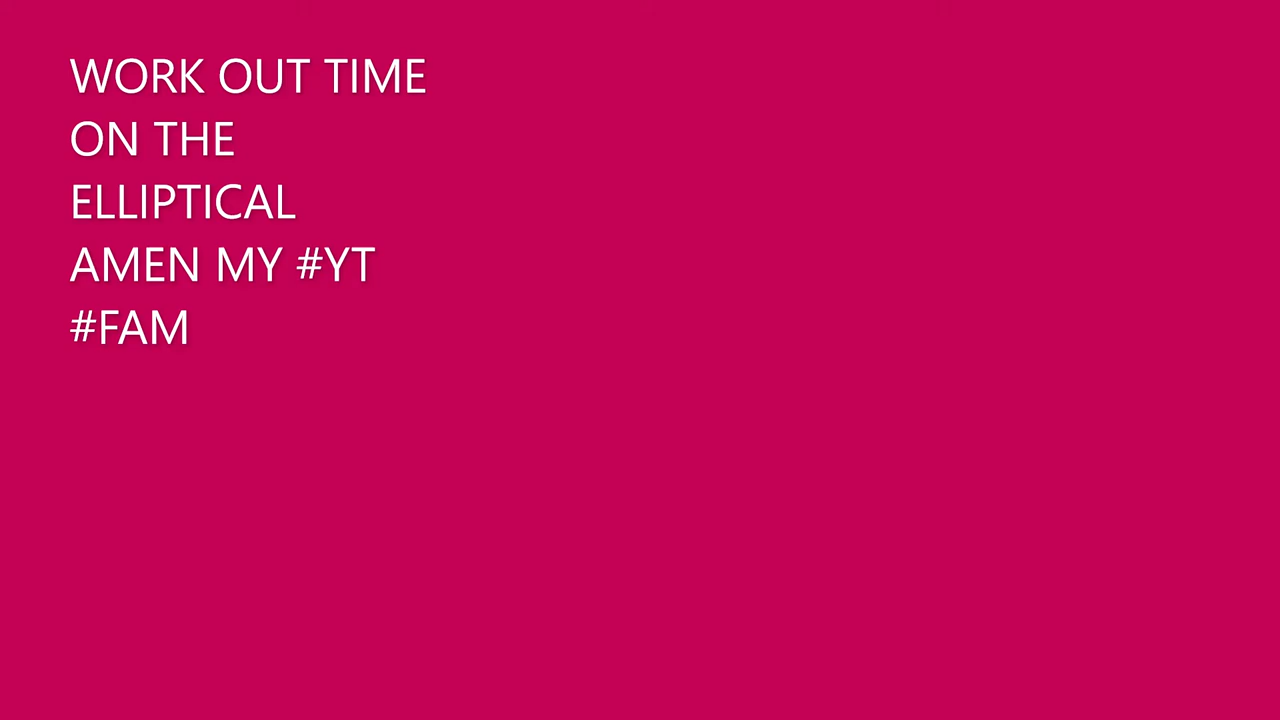 WORK OUT TIME
ON THE
ELLIPTICAL
AMEN MY #YT
#FAM